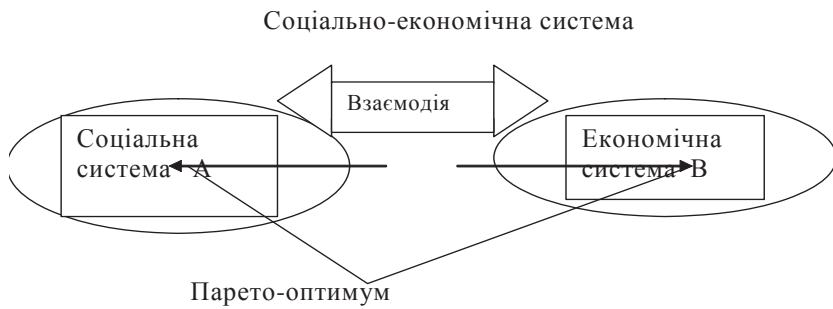 Соціально-економічна система
Взаємодія
Соціальна
система А
Економічна
система В
Парето-оптимум